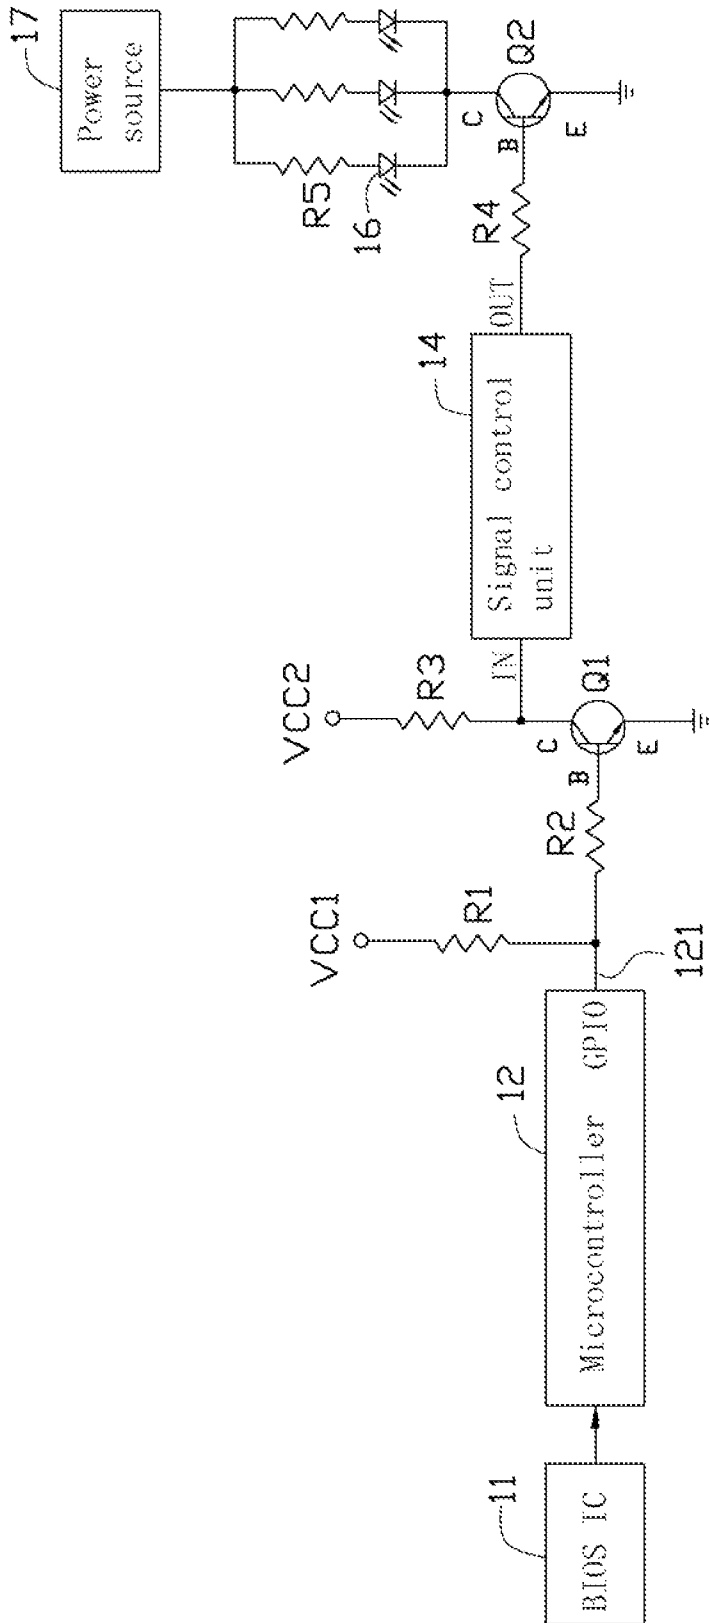 11
BIOS IC
12
Microcontroller GPIO
121
VCC1
R1
R2
VCC2
R3
B
C
E
Q1
IN
14
Signal control
unit
OUT
R4
B
C
E
Q2
R5
16
17
Power
source